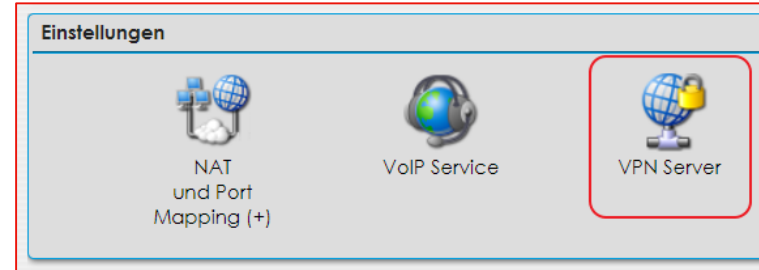 Einstellungen
NAT
und Port
Mapping (+)
VoIP Service
VPN Server